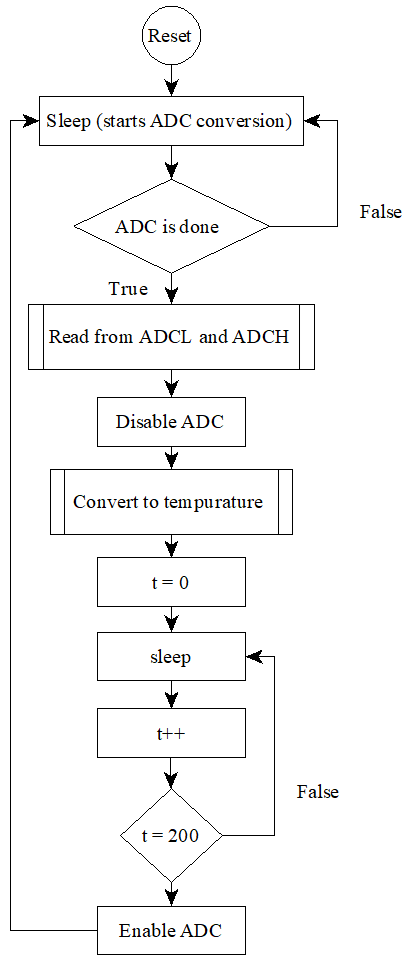 Reset
Sleep (starts ADC conversion)
False
ADC is done
True
Read from ADCL and ADCH
Disable ADC
Convert to tempurature
t = 0
sleep
t++
False
t = 200
Enable ADC